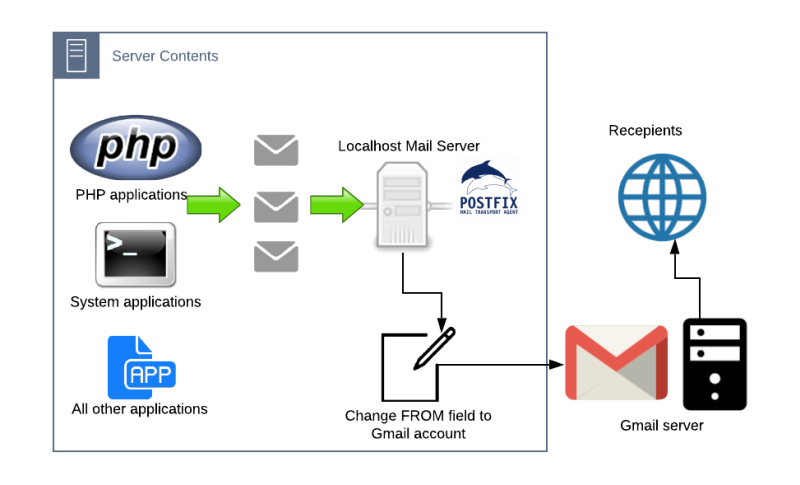 Server Contents
php
PHP applications
>_
System applications
APP
All other applications
Localhost Mail Server
POSTFIX
MAIL TRANSPORT AGENT
Change FROM field to
Gmail account
Recepients
Gmail server